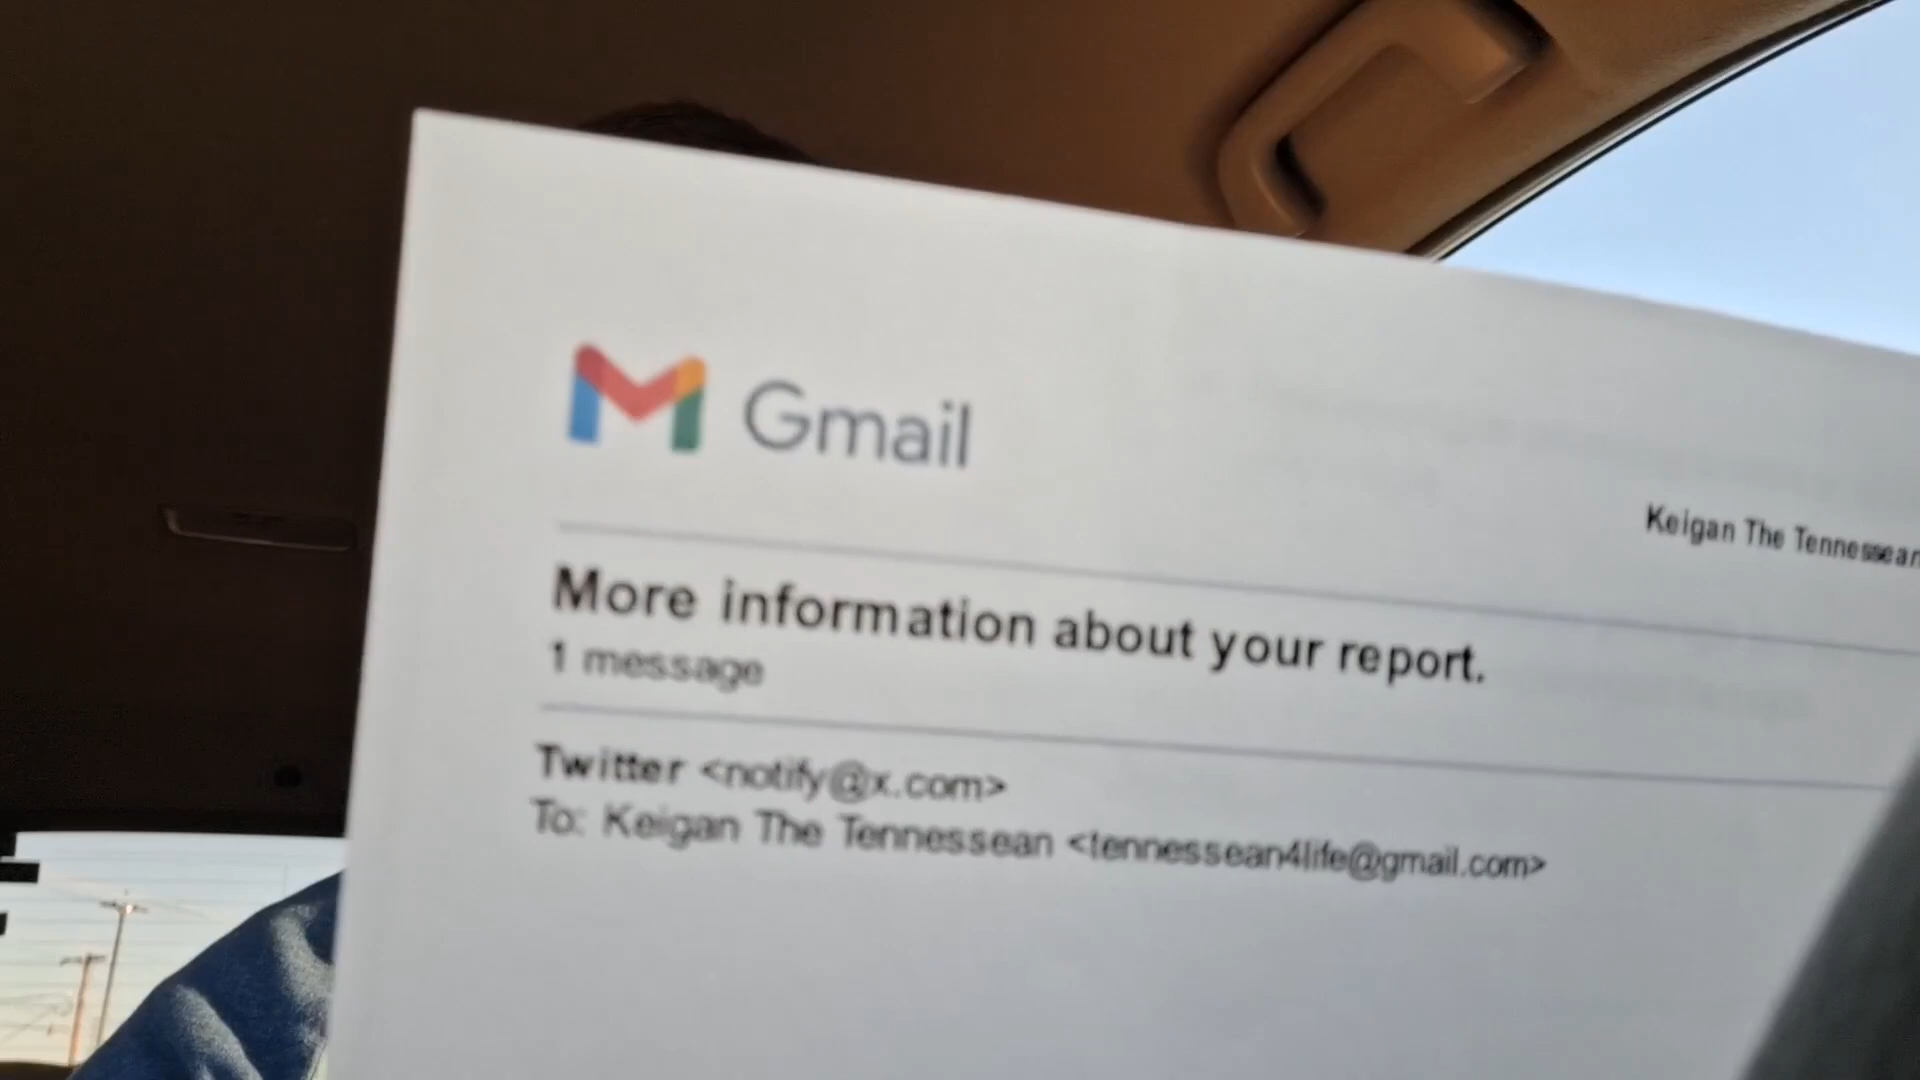 Gmail
Keigan The Tennessean
More information about your report.
1 message
Twitter <notify@x.com>
To: Keigan The Tennessean <tennessean4life@gmail.com>